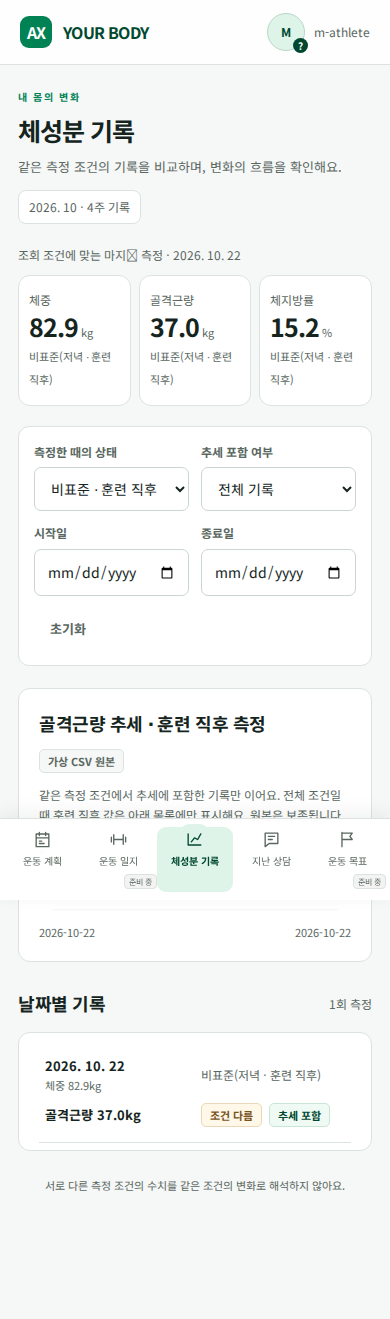 AX YOUR BODY
M ? m-athlete
내 몸의 변화
체성분 기록
같은 측정 조건의 기록을 비교하며, 변화의 흐름을 확인해요.
2026. 10 · 4주 기록
조회 조건에 맞는 측정 · 2026. 10. 22
체중
82.9 kg
비표준(저녁 · 훈련
직후)
골격근량
37.0 kg
비표준(저녁 · 훈련
직후)
체지방률
15.2 %
비표준(저녁 · 훈련
직후)
측정한 때의 상태
비표준 · 훈련 직후
추세 포함 여부
전체 기록
시작일
mm/dd/yyyy
종료일
mm/dd/yyyy
초기화
골격근량 추세 · 훈련 직후 측정
가상 CSV 원본
같은 측정 조건에서 추세에 포함한 기록만 이어요. 전체 조건일
때 훈련 직후 값은 아래 목록에만 표시해요. 원본은 보존됩니다
운동 계획
운동 일지
준비 중
체성분 기록
지난 상담
운동 목표
준비 중
2026-10-22
2026-10-22
날짜별 기록
1회 측정
2026. 10. 22
체중 82.9kg
골격근량 37.0kg
비표준(저녁 · 훈련 직후)
조건 다름
추세 포함
서로 다른 측정 조건의 수치를 같은 조건의 변화로 해석하지 않아요.